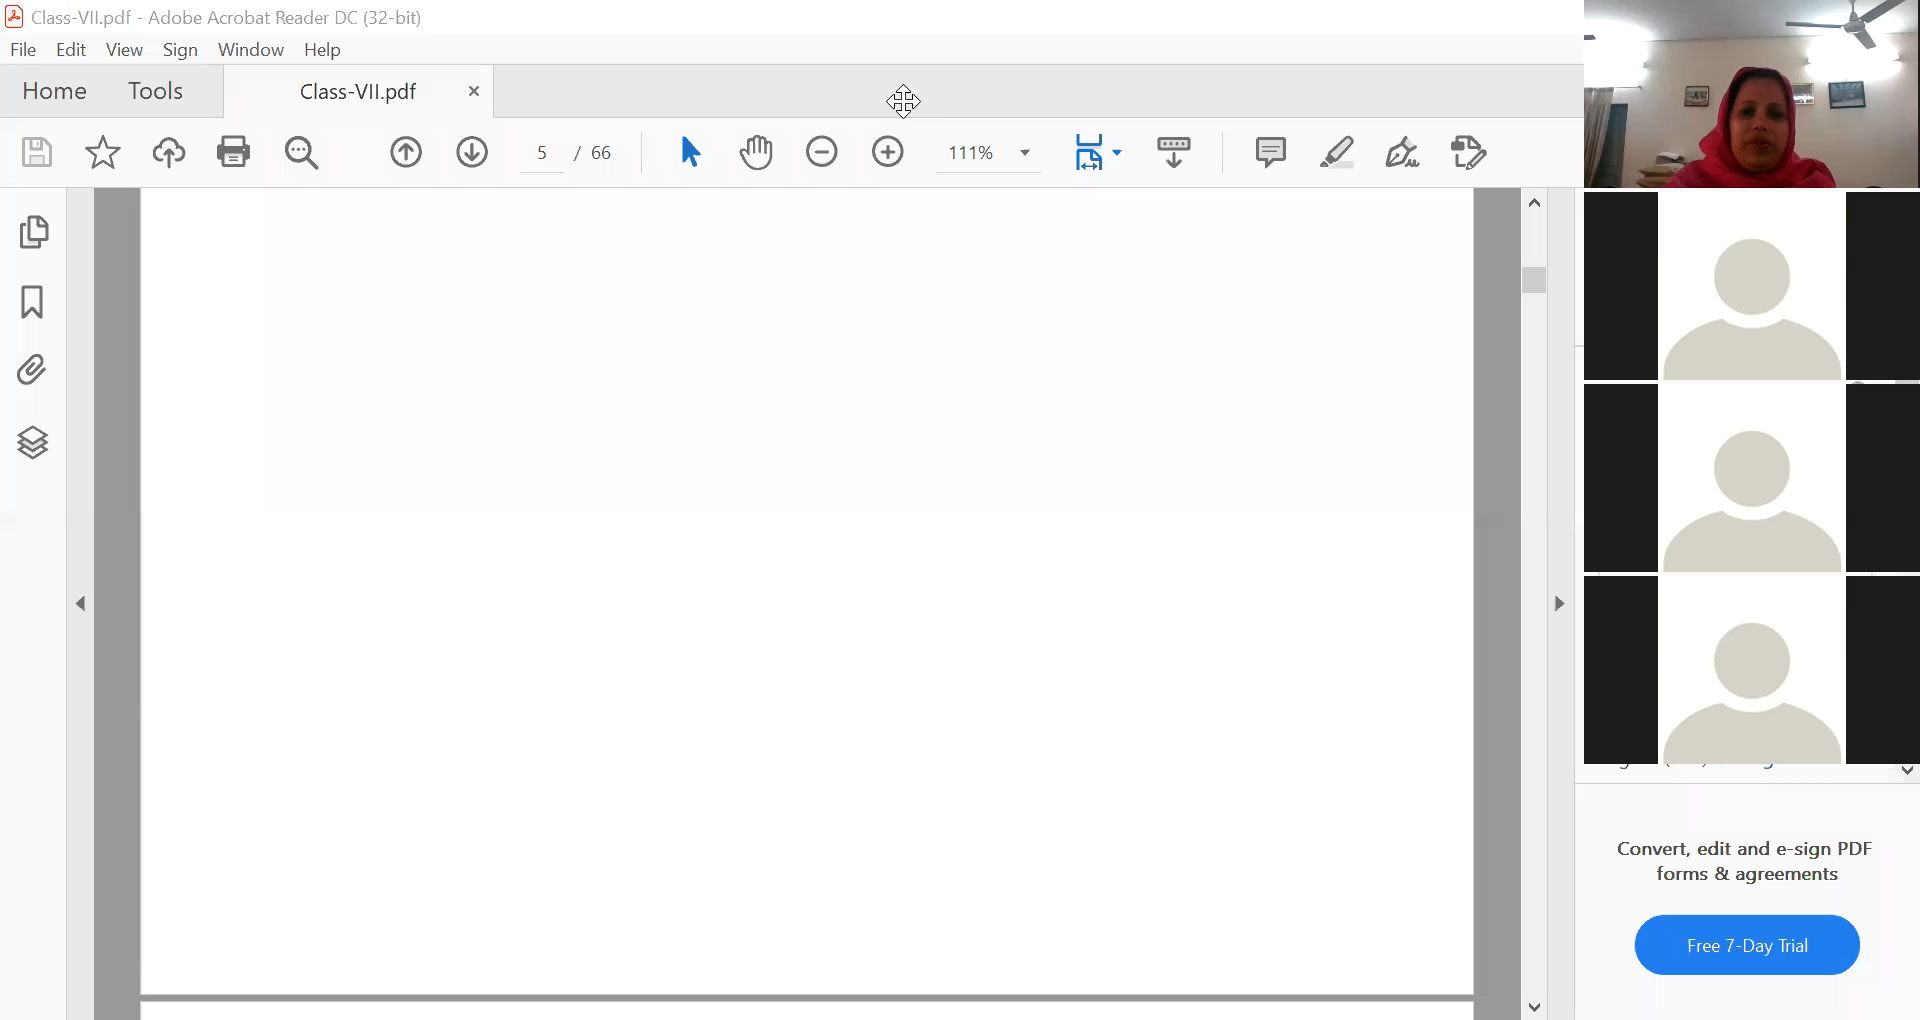 Class-VII.pdf - Adobe Acrobat Reader DC (32-bit)
File Edit View Sign Window Help
Home Tools Class-VII.pdf
5 / 66 111%
Convert, edit and e-sign PDF
forms & agreements
Free 7-Day Trial